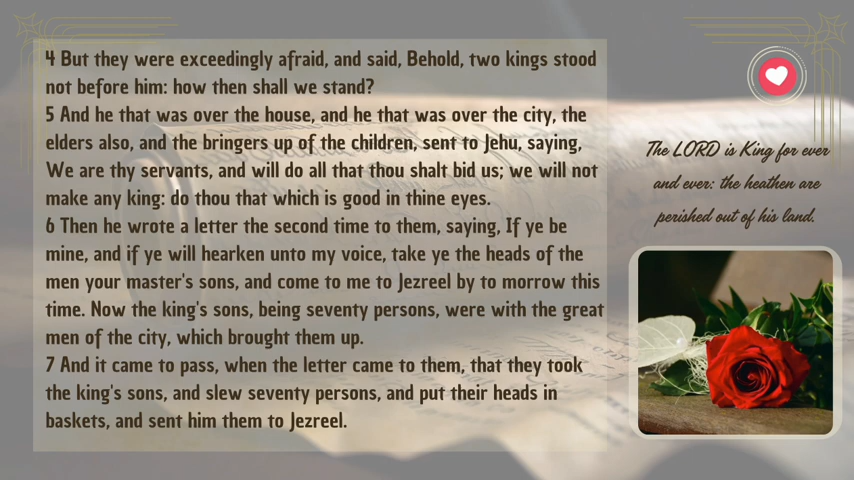 4 But they were exceedingly afraid, and said, Behold, two kings stood
not before him: how then shall we stand?
5 And he that was over the house, and he that was over the city, the
elders also, and the bringers up of the children, sent to Jehu, saying,
We are thy servants, and will do all that thou shalt bid us; we will not
make any king: do thou that which is good in thine eyes.
6 Then he wrote a letter the second time to them, saying, If ye be
mine, and if ye will hearken unto my voice, take ye the heads of the
men your master's sons, and come to me to Jezreel by to morrow this
time. Now the king's sons, being seventy persons, were with the great
men of the city, which brought them up.
7 And it came to pass, when the letter came to them, that they took
the king's sons, and slew seventy persons, and put their heads in
baskets, and sent him them to Jezreel.
The LORD is King for ever
and ever: the heathen are
perished out of his land.